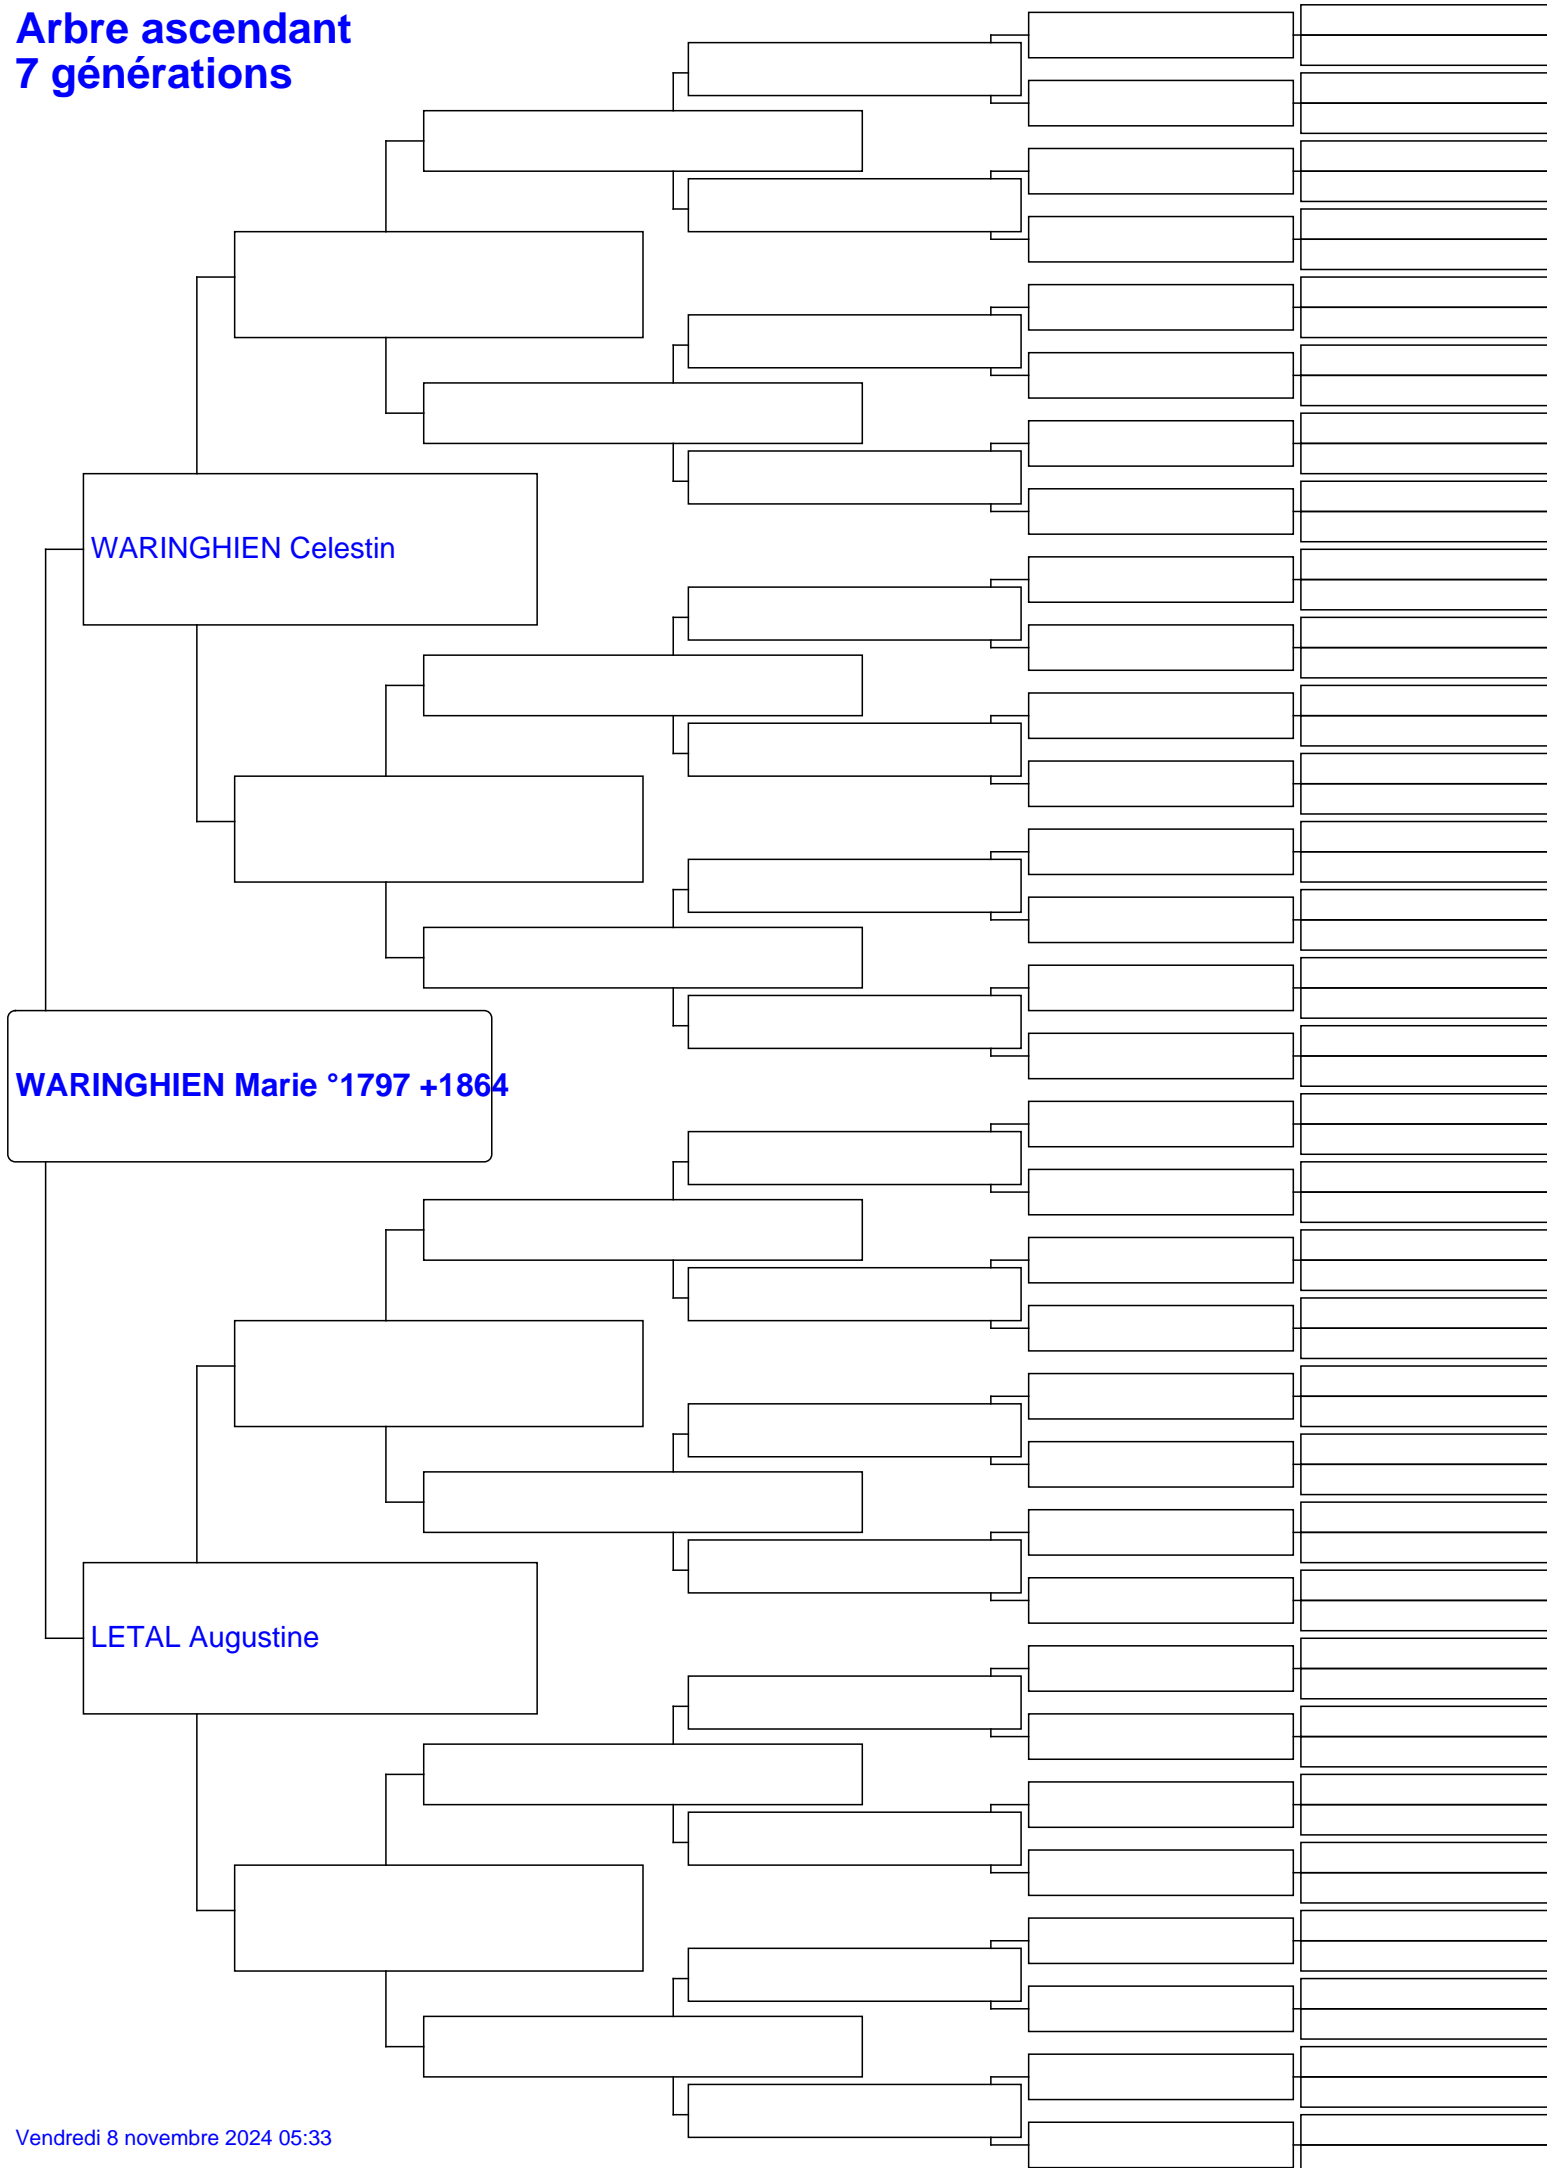 Arbre ascendant
7 générations
WARINGHIEN Celestin
WARINGHIEN Marie °1797 +1864
LETAL Augustine
Vendredi 8 novembre 2024 05:33